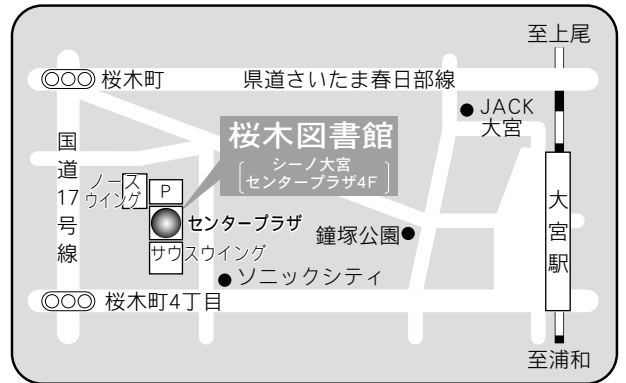 至上尾
桜木町
県道さいたま春日部線
JACK
大宮
桜木図書館
シーノ大宮
センタープラザ4F
国道17号線
ノース
ウイング
P
センタープラザ
サウスウイング
鐘塚公園
大宮駅
ソニックシティ
桜木町4丁目
至浦和